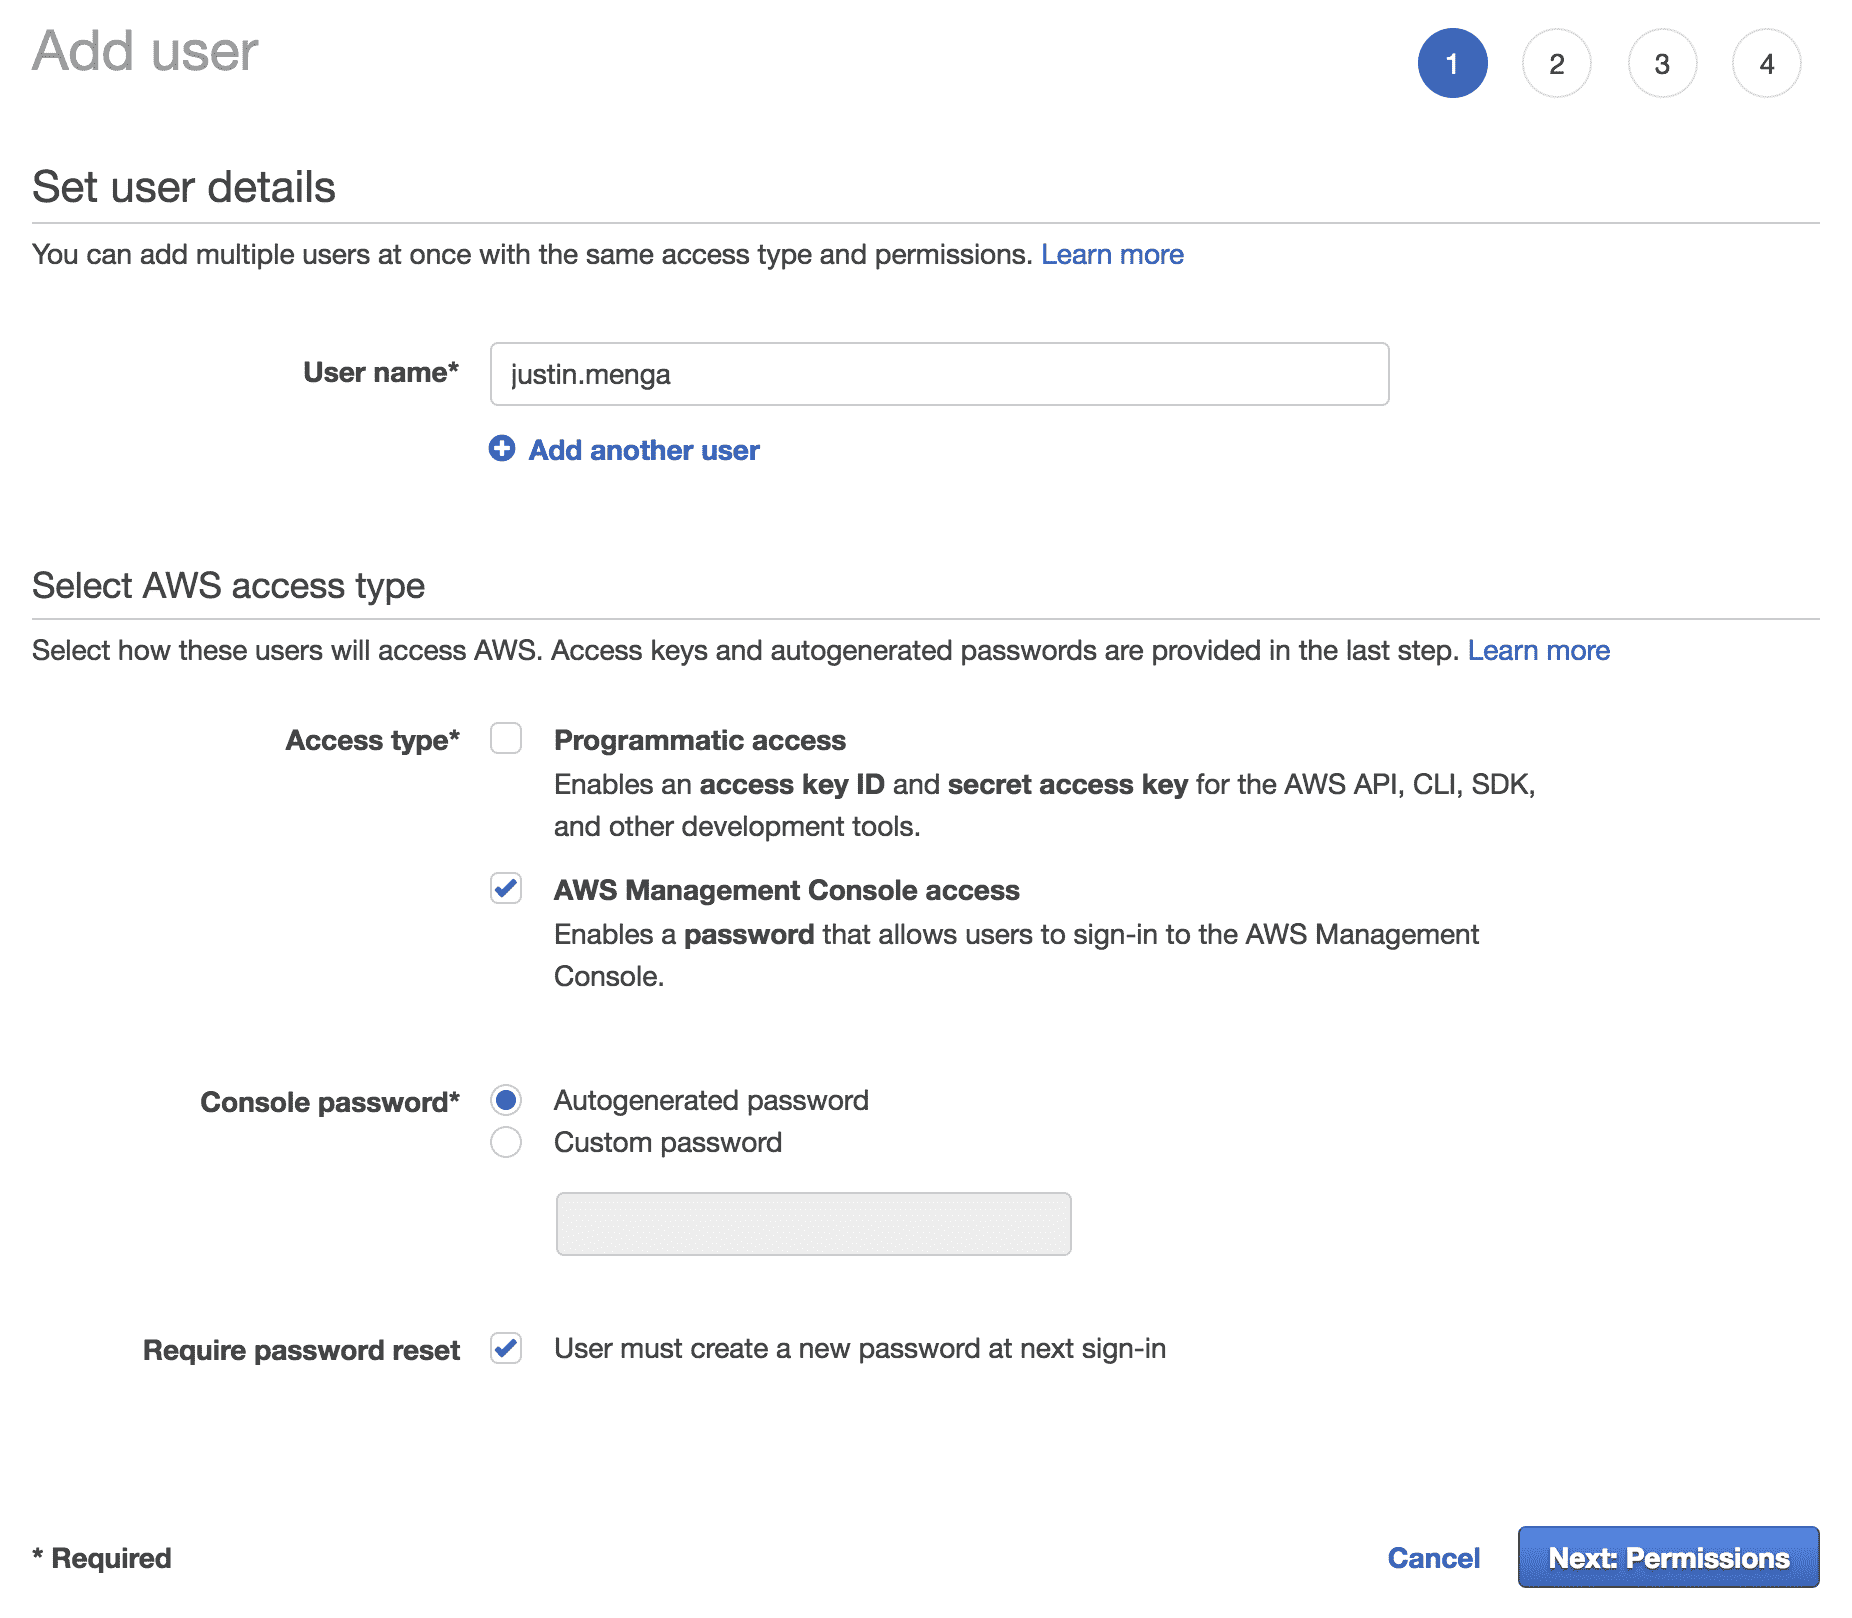 Add user
1 2 3 4
Set user details
You can add multiple users at once with the same access type and permissions. Learn more
User name* justin.menga
Add another user
Select AWS access type
Select how these users will access AWS. Access keys and autogenerated passwords are provided in the last step. Learn more
Access type* Programmatic access
Enables an access key ID and secret access key for the AWS API, CLI, SDK,
and other development tools.
AWS Management Console access
Enables a password that allows users to sign-in to the AWS Management
Console.
Console password* Autogenerated password
Custom password
Require password reset User must create a new password at next sign-in
* Required Cancel Next: Permissions